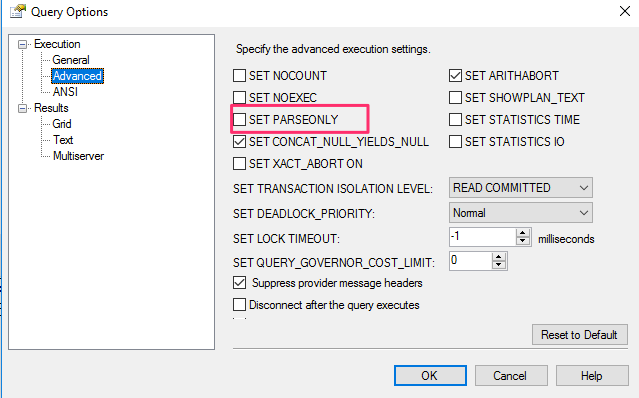 Query Options
Execution
General
Advanced
ANSI
Results
Grid
Text
Multiserver
Specify the advanced execution settings.
SET NOCOUNT
SET ARITHABORT
SET NOEXEC
SET SHOWPLAN_TEXT
SET PARSEONLY
SET STATISTICS TIME
SET CONCAT_NULL_YIELDS_NULL
SET STATISTICS IO
SET XACT_ABORT ON
SET TRANSACTION ISOLATION LEVEL: READ COMMITTED
SET DEADLOCK_PRIORITY: Normal
SET LOCK TIMEOUT: -1 milliseconds
SET QUERY_GOVERNOR_COST_LIMIT: 0
Suppress provider message headers
Disconnect after the query executes
Reset to Default
OK Cancel Help